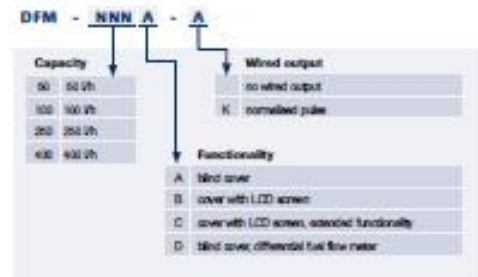 DFM - NNN A - A
Capacity
50 50 l/h
100 100 l/h
250 250 l/h
400 400 l/h
Wired output
no wired output
K normalised pulse
Functionality
A blind cover
B cover with LCD screen
C cover with LCD screen, extended functionality
D blind cover, differential fuel flow meter